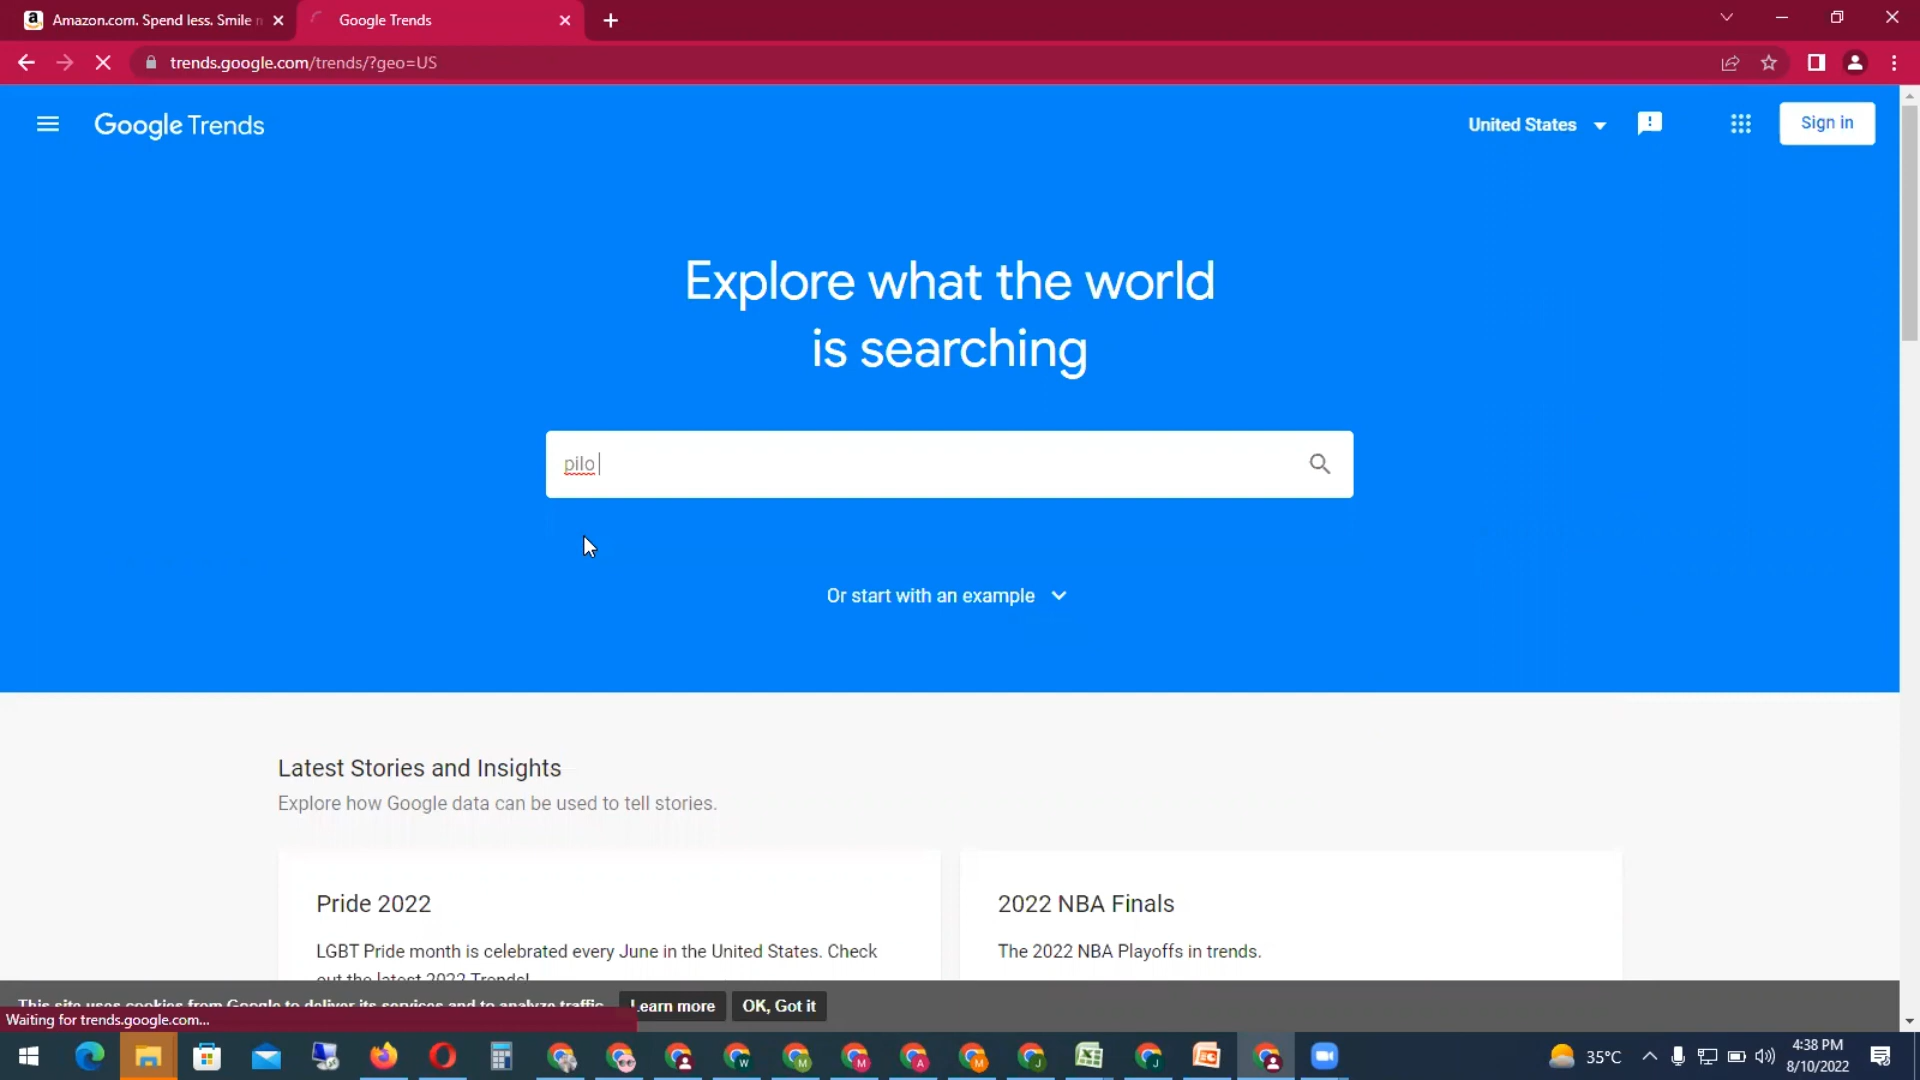 Amazon.com. Spend less. Smile
Google Trends
trends.google.com/trends/?geo=US
Google Trends
United States
Sign in
Explore what the world
is searching
pilo
Or start with an example
Latest Stories and Insights
Explore how Google data can be used to tell stories.
Pride 2022
LGBT Pride month is celebrated every June in the United States. Check
out the latest 2022 Trends!
2022 NBA Finals
The 2022 NBA Playoffs in trends.
This site uses cookies from Google to deliver its services and to analyze traffic.
Learn more
OK, Got it
Waiting for trends.google.com...
35°C
4:38 PM
8/10/2022